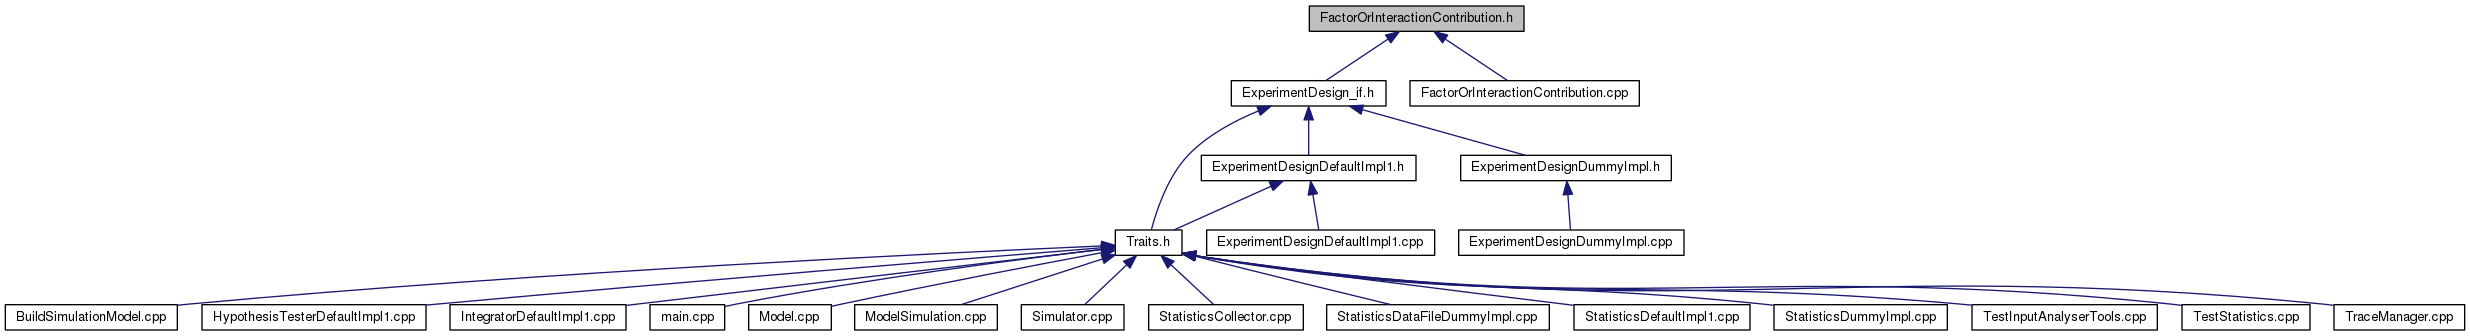 FactorOrInteractionContribution.h
ExperimentDesign_if.h
FactorOrInteractionContribution.cpp
ExperimentDesignDefaultImpl1.h
ExperimentDesignDummyImpl.h
Traits.h
ExperimentDesignDefaultImpl1.cpp
ExperimentDesignDummyImpl.cpp
BuildSimulationModel.cpp
HypothesisTesterDefaultImpl1.cpp
IntegratorDefaultImpl1.cpp
main.cpp
Model.cpp
ModelSimulation.cpp
Simulator.cpp
StatisticsCollector.cpp
StatisticsDataFileDummyImpl.cpp
StatisticsDefaultImpl1.cpp
StatisticsDummyImpl.cpp
TestInputAnalyserTools.cpp
TestStatistics.cpp
TraceManager.cpp